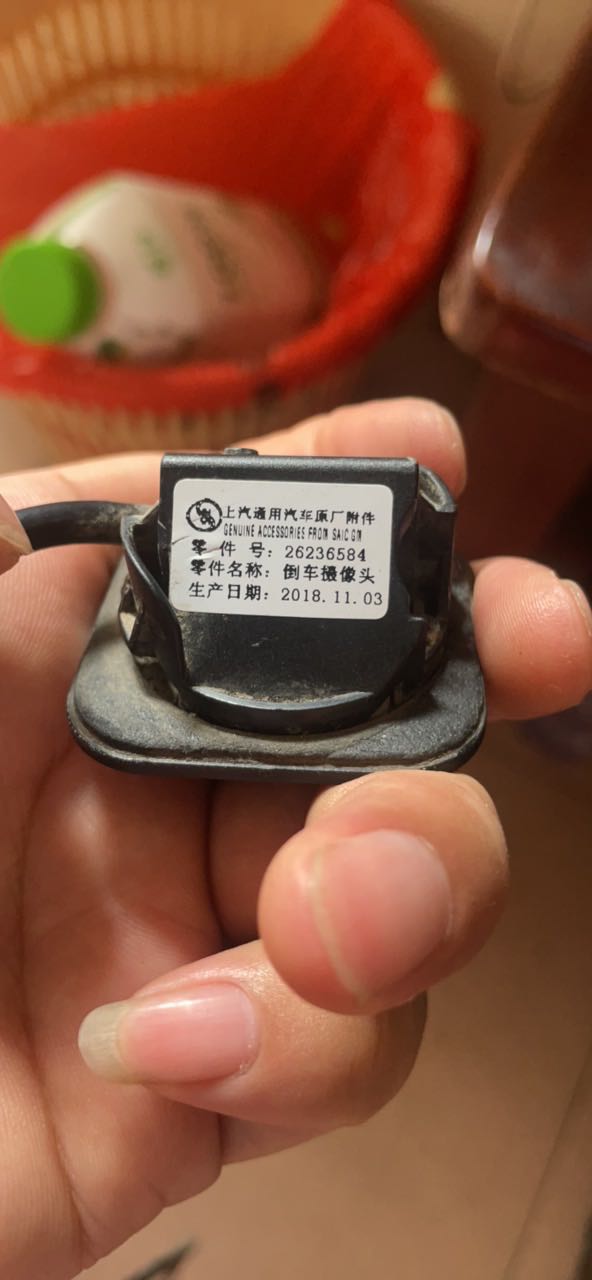 上汽通用汽车原厂附件
GENUINE ACCESSORIES FROM SAIC GM
零 件 号: 26236584
零件名称: 倒车摄像头
生产日期: 2018.11.03